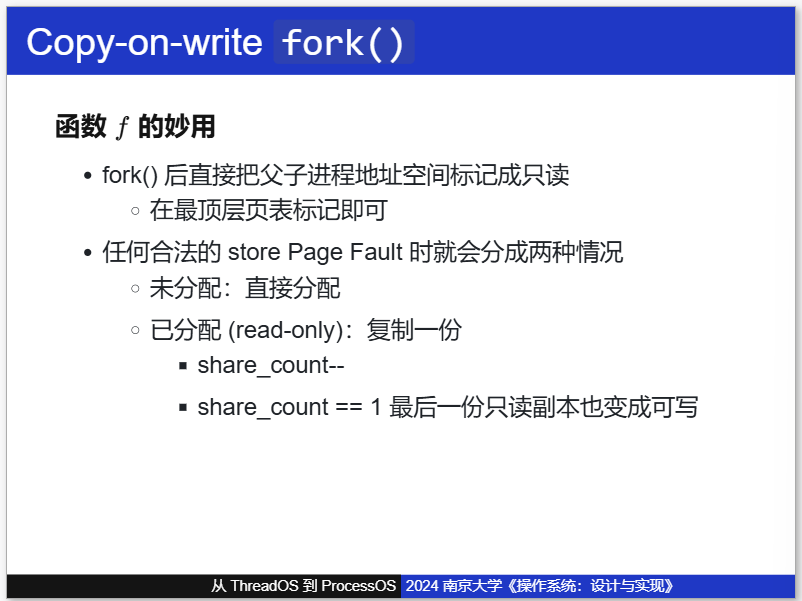 Copy-on-write fork()
函数 f 的妙用
• fork() 后直接把父子进程地址空间标记成只读
○ 在最顶层页表标记即可
• 任何合法的 store Page Fault 时就会分成两种情况
○ 未分配：直接分配
○ 已分配 (read-only)：复制一份
▪ share_count--
▪ share_count == 1 最后一份只读副本也变成可写
从 ThreadOS 到 ProcessOS 2024 南京大学《操作系统：设计与实现》